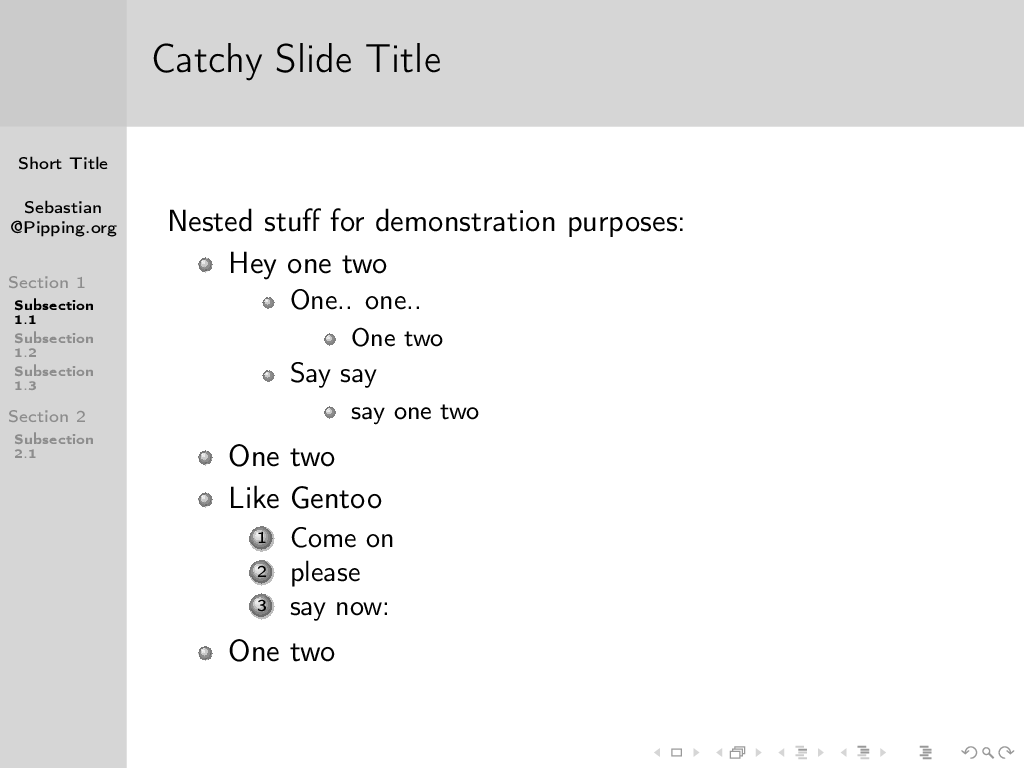 Catchy Slide Title
Short Title
Sebastian
@Pipping.org
Section 1
Subsection
1.1
Subsection
1.2
Subsection
1.3
Section 2
Subsection
2.1
Nested stuff for demonstration purposes:
Hey one two
One.. one..
One two
Say say
say one two
One two
Like Gentoo
1 Come on
2 please
3 say now:
One two